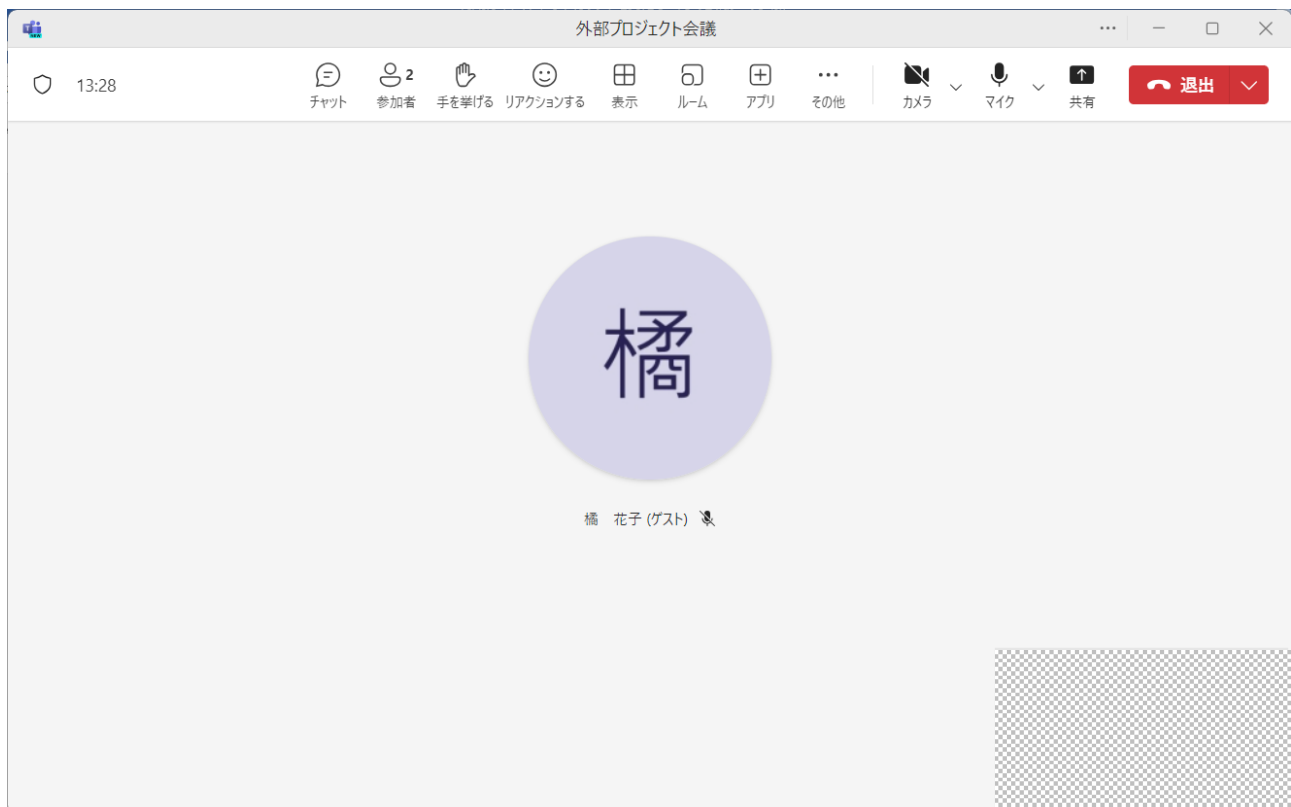 外部プロジェクト会議
13:28
2
チャット 参加者 手を挙げる リアクションする 表示 ルーム アプリ その他 カメラ マイク 共有 退出
橘
橘 花子 (ゲスト)